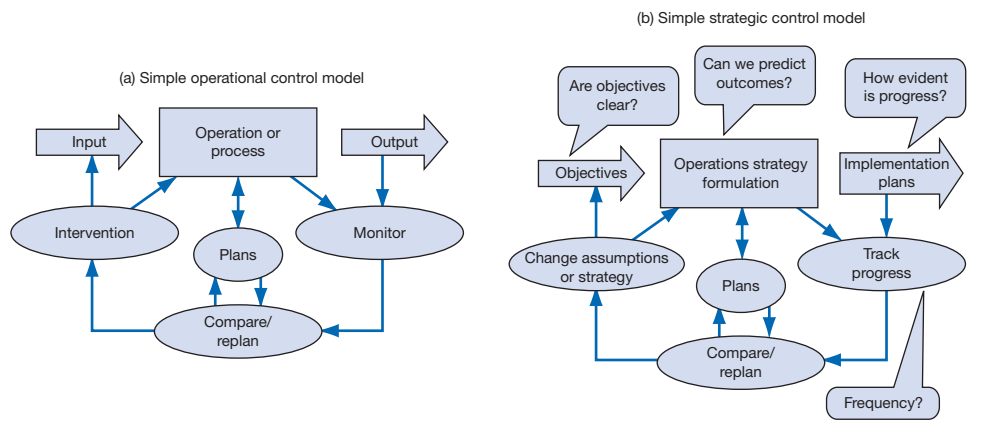 (a) Simple operational control model
Input
Operation or
process
Output
Intervention
Monitor
Plans
Compare/
replan
(b) Simple strategic control model
Are objectives
clear?
Can we predict
outcomes?
How evident
is progress?
Objectives
Operations strategy
formulation
Implementation
plans
Change assumptions
or strategy
Track
progress
Plans
Compare/
replan
Frequency?